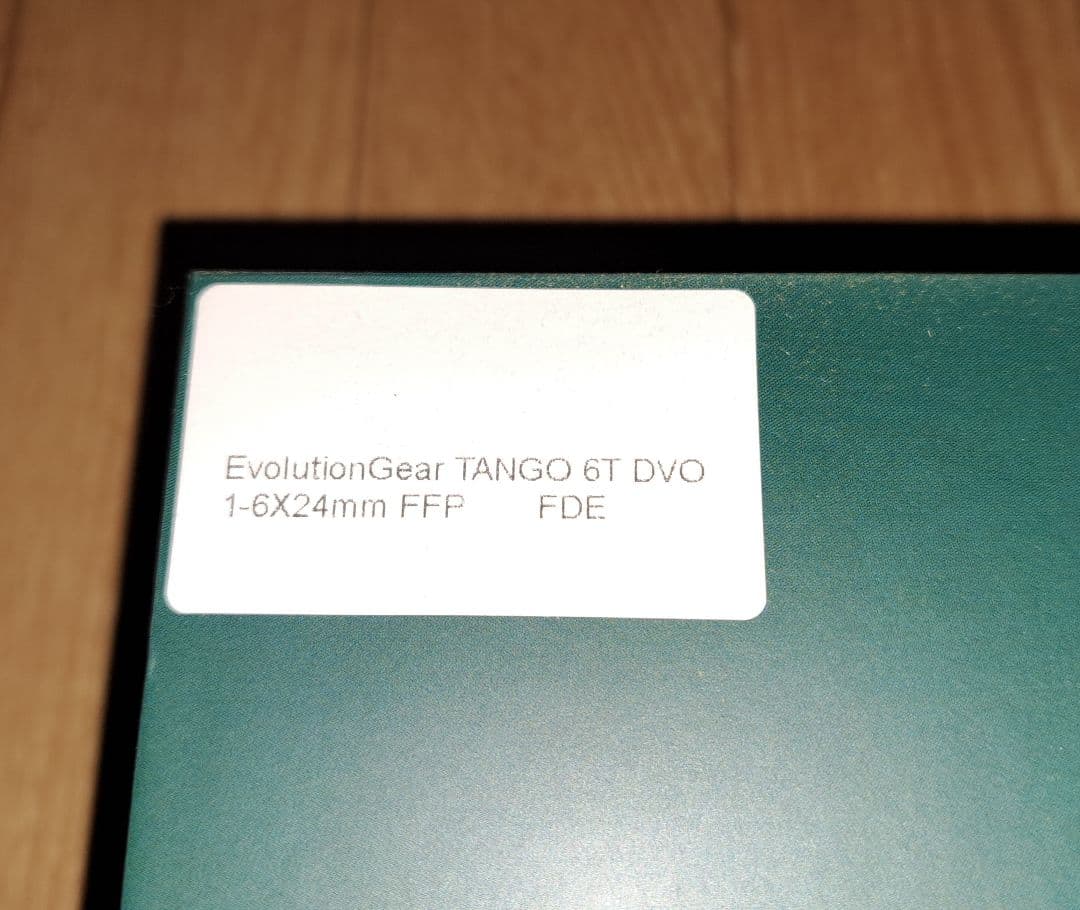 EvolutionGear TANGO 6T DVO
1-6X24mm FFP FDE